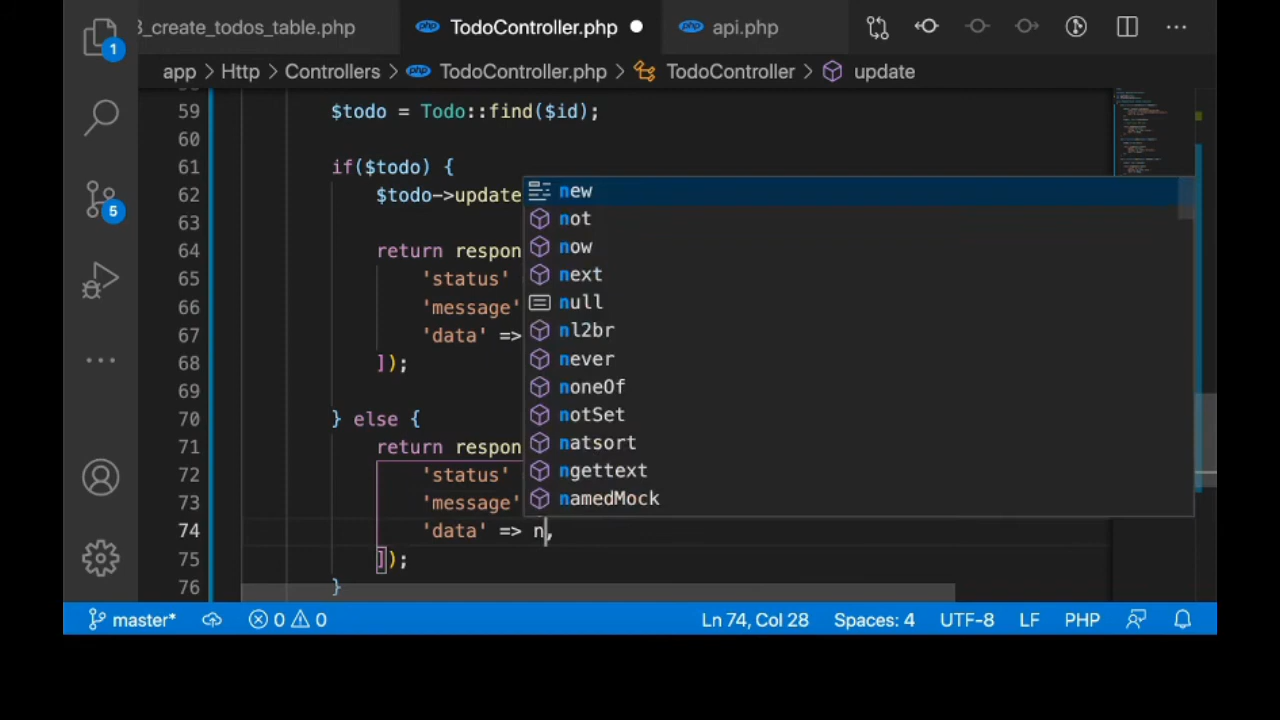 3_create_todos_table.php
TodoController.php
api.php
app > Http > Controllers > TodoController.php > TodoController > update
1
5
59 $todo = Todo::find($id);
60
61 if($todo) {
62 $todo->update
63
64 return respon
65 'status'
66 'message'
67 'data' =>
68 ]);
69
70 } else {
71 return respon
72 'status'
73 'message'
74 'data' => n,
75 ]);
76 }
new
not
now
next
null
nl2br
never
noneOf
notSet
natsort
ngettext
namedMock
master* 0 0 Ln 74, Col 28 Spaces: 4 UTF-8 LF PHP